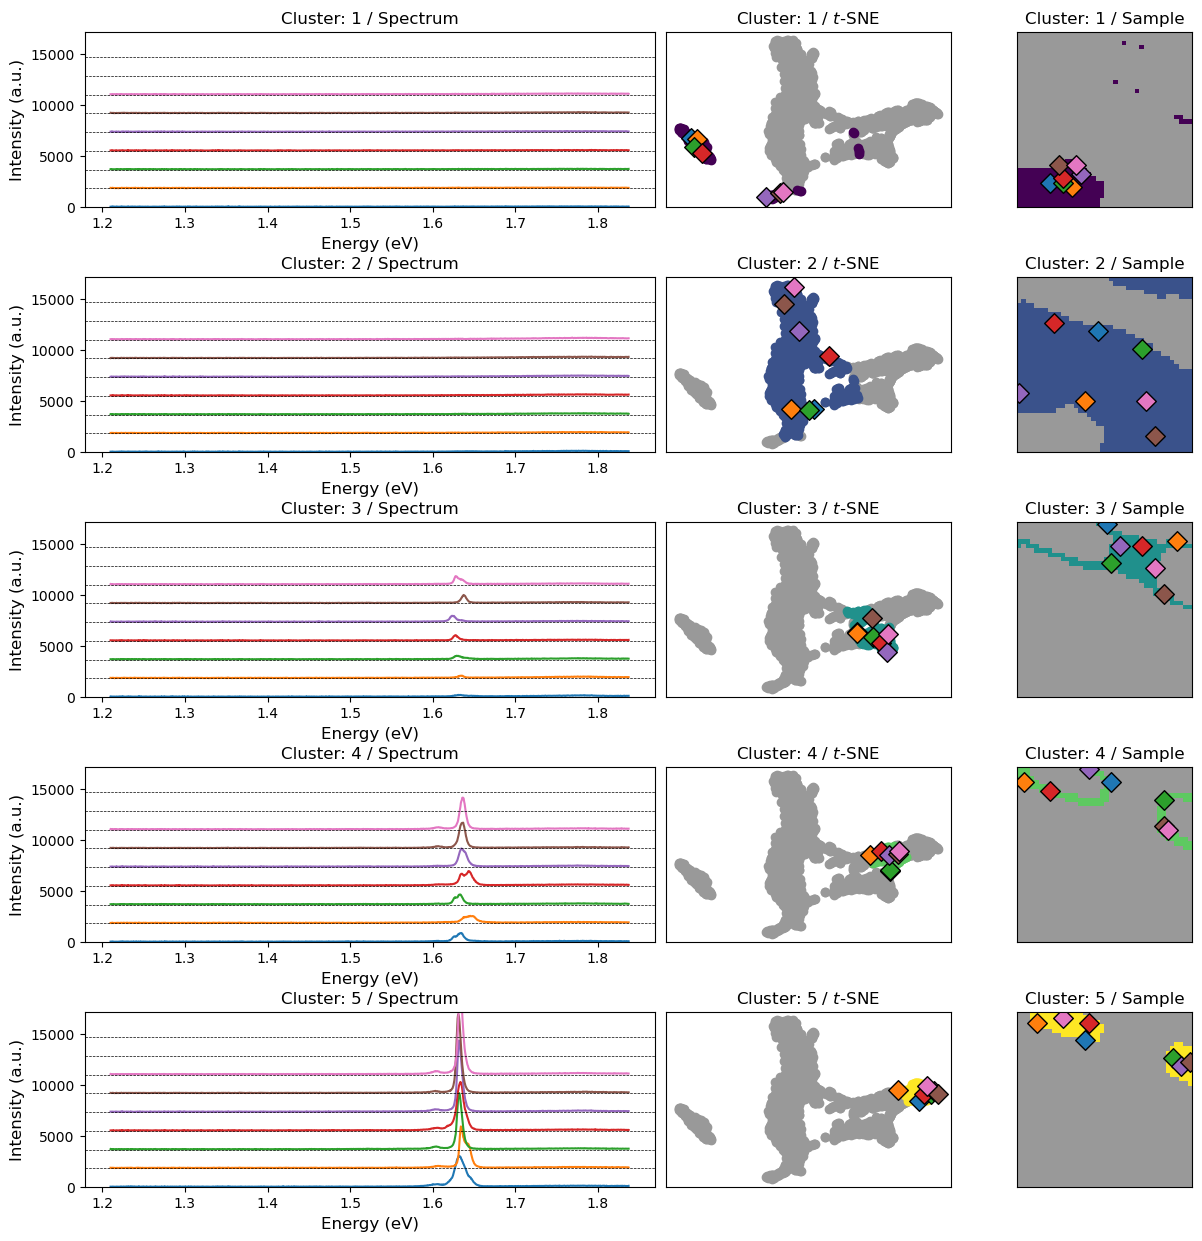 Cluster: 1 / Spectrum
Cluster: 1 / t-SNE
Cluster: 1 / Sample
Intensity (a.u.)
15000
10000
5000
0
1.2 1.3 1.4 1.5 1.6 1.7 1.8
Energy (eV)
Cluster: 2 / Spectrum
Cluster: 2 / t-SNE
Cluster: 2 / Sample
Intensity (a.u.)
15000
10000
5000
0
1.2 1.3 1.4 1.5 1.6 1.7 1.8
Energy (eV)
Cluster: 3 / Spectrum
Cluster: 3 / t-SNE
Cluster: 3 / Sample
Intensity (a.u.)
15000
10000
5000
0
1.2 1.3 1.4 1.5 1.6 1.7 1.8
Energy (eV)
Cluster: 4 / Spectrum
Cluster: 4 / t-SNE
Cluster: 4 / Sample
Intensity (a.u.)
15000
10000
5000
0
1.2 1.3 1.4 1.5 1.6 1.7 1.8
Energy (eV)
Cluster: 5 / Spectrum
Cluster: 5 / t-SNE
Cluster: 5 / Sample
Intensity (a.u.)
15000
10000
5000
0
1.2 1.3 1.4 1.5 1.6 1.7 1.8
Energy (eV)